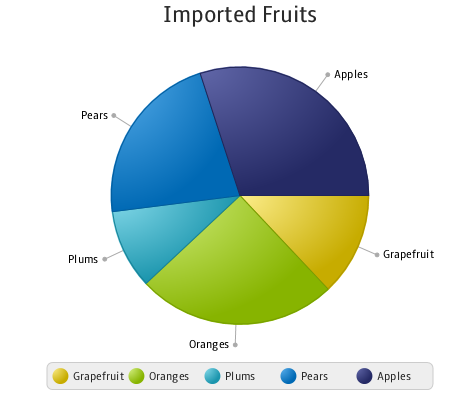 Imported Fruits
Apples
Pears
Grapefruit
Plums
Oranges
Grapefruit Oranges Plums Pears Apples